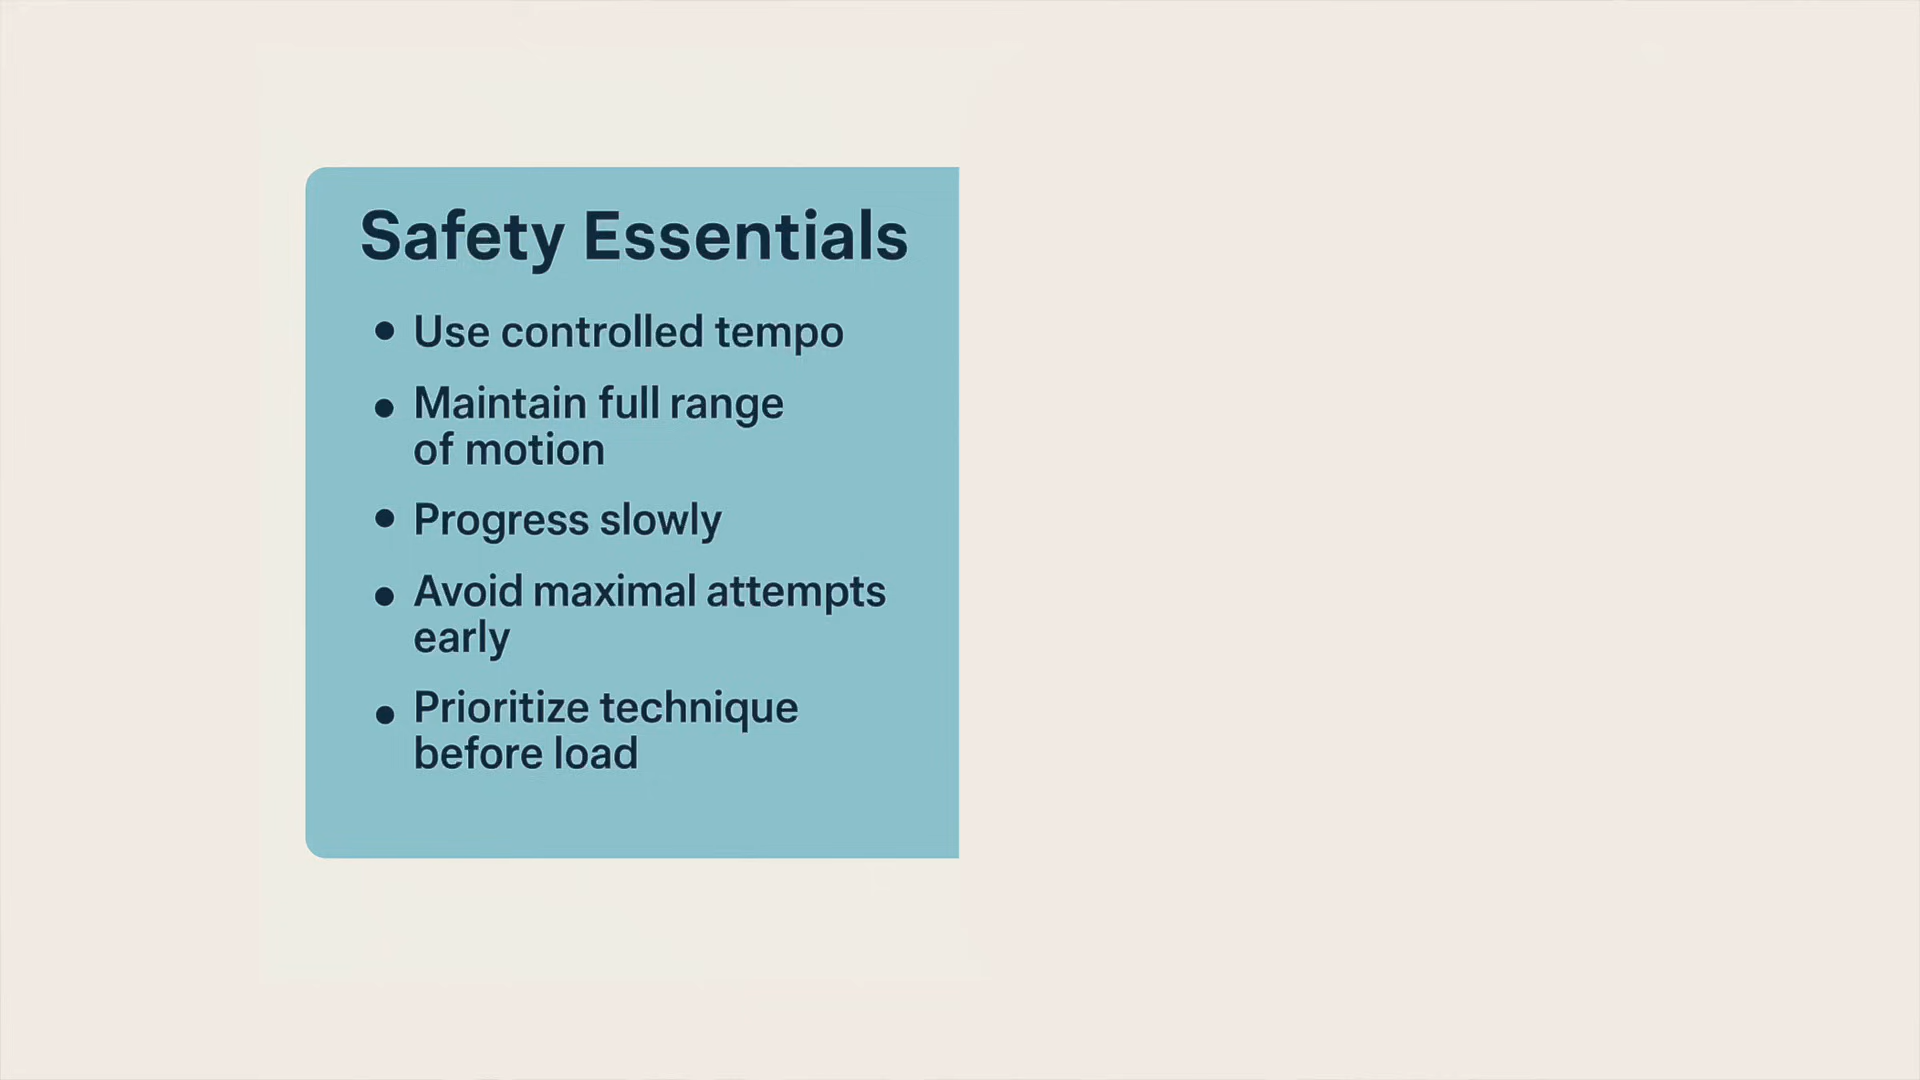 Safety Essentials
• Use controlled tempo
• Maintain full range
of motion
• Progress slowly
• Avoid maximal attempts
early
• Prioritize technique
before load